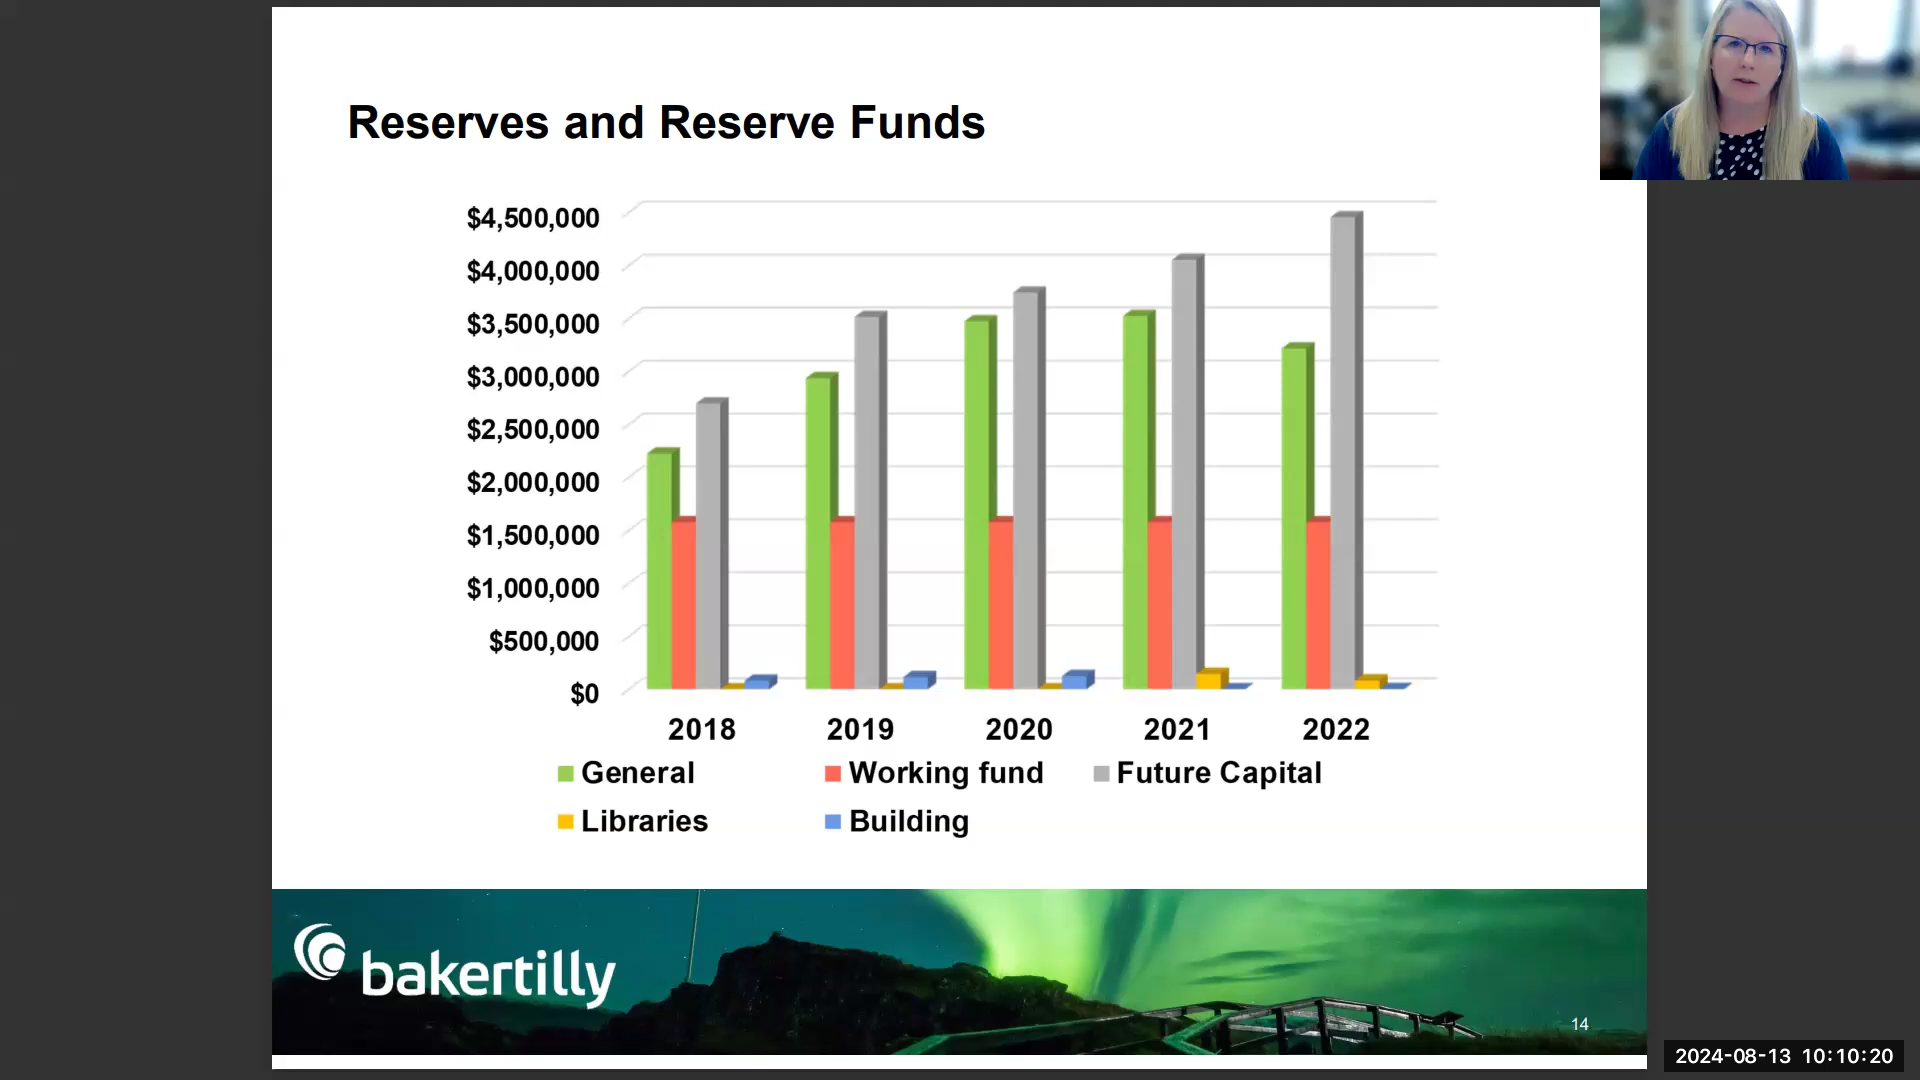 Reserves and Reserve Funds
$4,500,000
$4,000,000
$3,500,000
$3,000,000
$2,500,000
$2,000,000
$1,500,000
$1,000,000
$500,000
$0
2018 2019 2020 2021 2022
General Working fund Future Capital
Libraries Building
bakertilly
14
2024-08-13 10:10:20